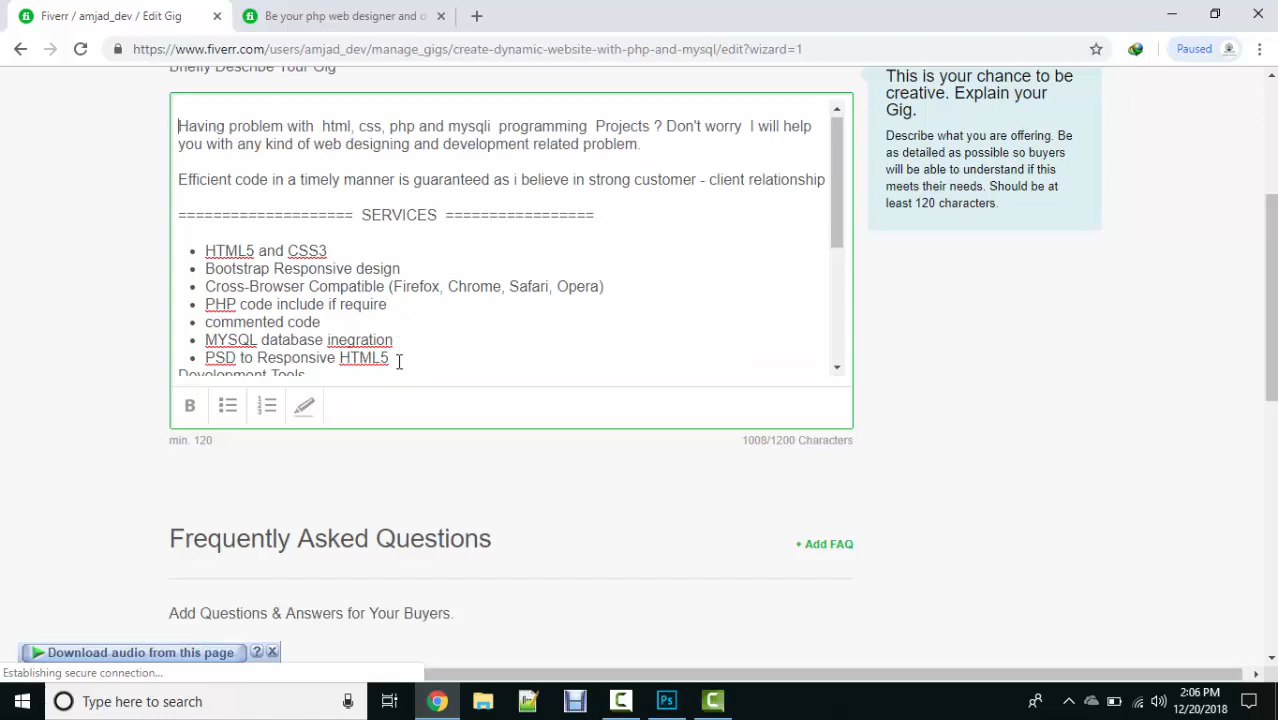 Fiverr / amjad_dev / Edit Gig
Be your php web designer and
https://www.fiverr.com/users/amjad_dev/manage_gigs/create-dynamic-website-with-php-and-mysql/edit?wizard=1
Paused
Briefly Describe Your Gig
Having problem with html, css, php and mysqli programming Projects ? Don't worry I will help
you with any kind of web designing and development related problem.
Efficient code in a timely manner is guaranteed as i believe in strong customer - client relationship
==================== SERVICES =================
• HTML5 and CSS3
• Bootstrap Responsive design
• Cross-Browser Compatible (Firefox, Chrome, Safari, Opera)
• PHP code include if require
• commented code
• MYSQL database inegration
• PSD to Responsive HTML5
Development Tools
B
min. 120
1008/1200 Characters
This is your chance to be
creative. Explain your
Gig.
Describe what you are offering. Be
as detailed as possible so buyers
will be able to understand if this
meets their needs. Should be at
least 120 characters.
Frequently Asked Questions
+ Add FAQ
Add Questions & Answers for Your Buyers.
Download audio from this page
?
Establishing secure connection...
Type here to search
Ps
2:06 PM
12/20/2018